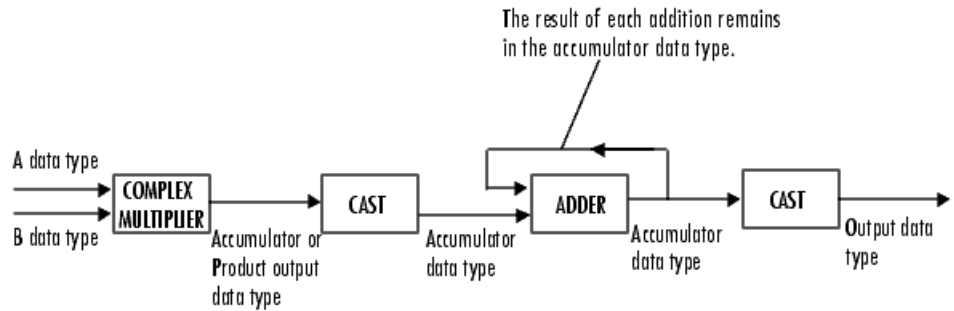 The result of each addition remains
in the accumulator data type.
A data type
B data type
COMPLEX
MULTIPLIER
Accumulator or
Product output
data type
CAST
Accumulator
data type
ADDER
Accumulator
data type
CAST
Output data
type